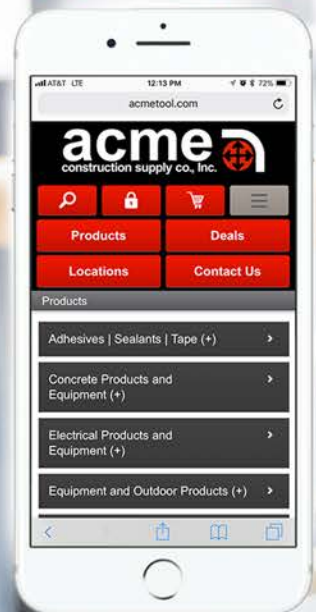 AT&T LTE 12:13 PM 72%
acmetool.com
acme
construction supply co., Inc.
Products Deals
Locations Contact Us
Products
Adhesives | Sealants | Tape (+)
Concrete Products and
Equipment (+)
Electrical Products and
Equipment (+)
Equipment and Outdoor Products (+)